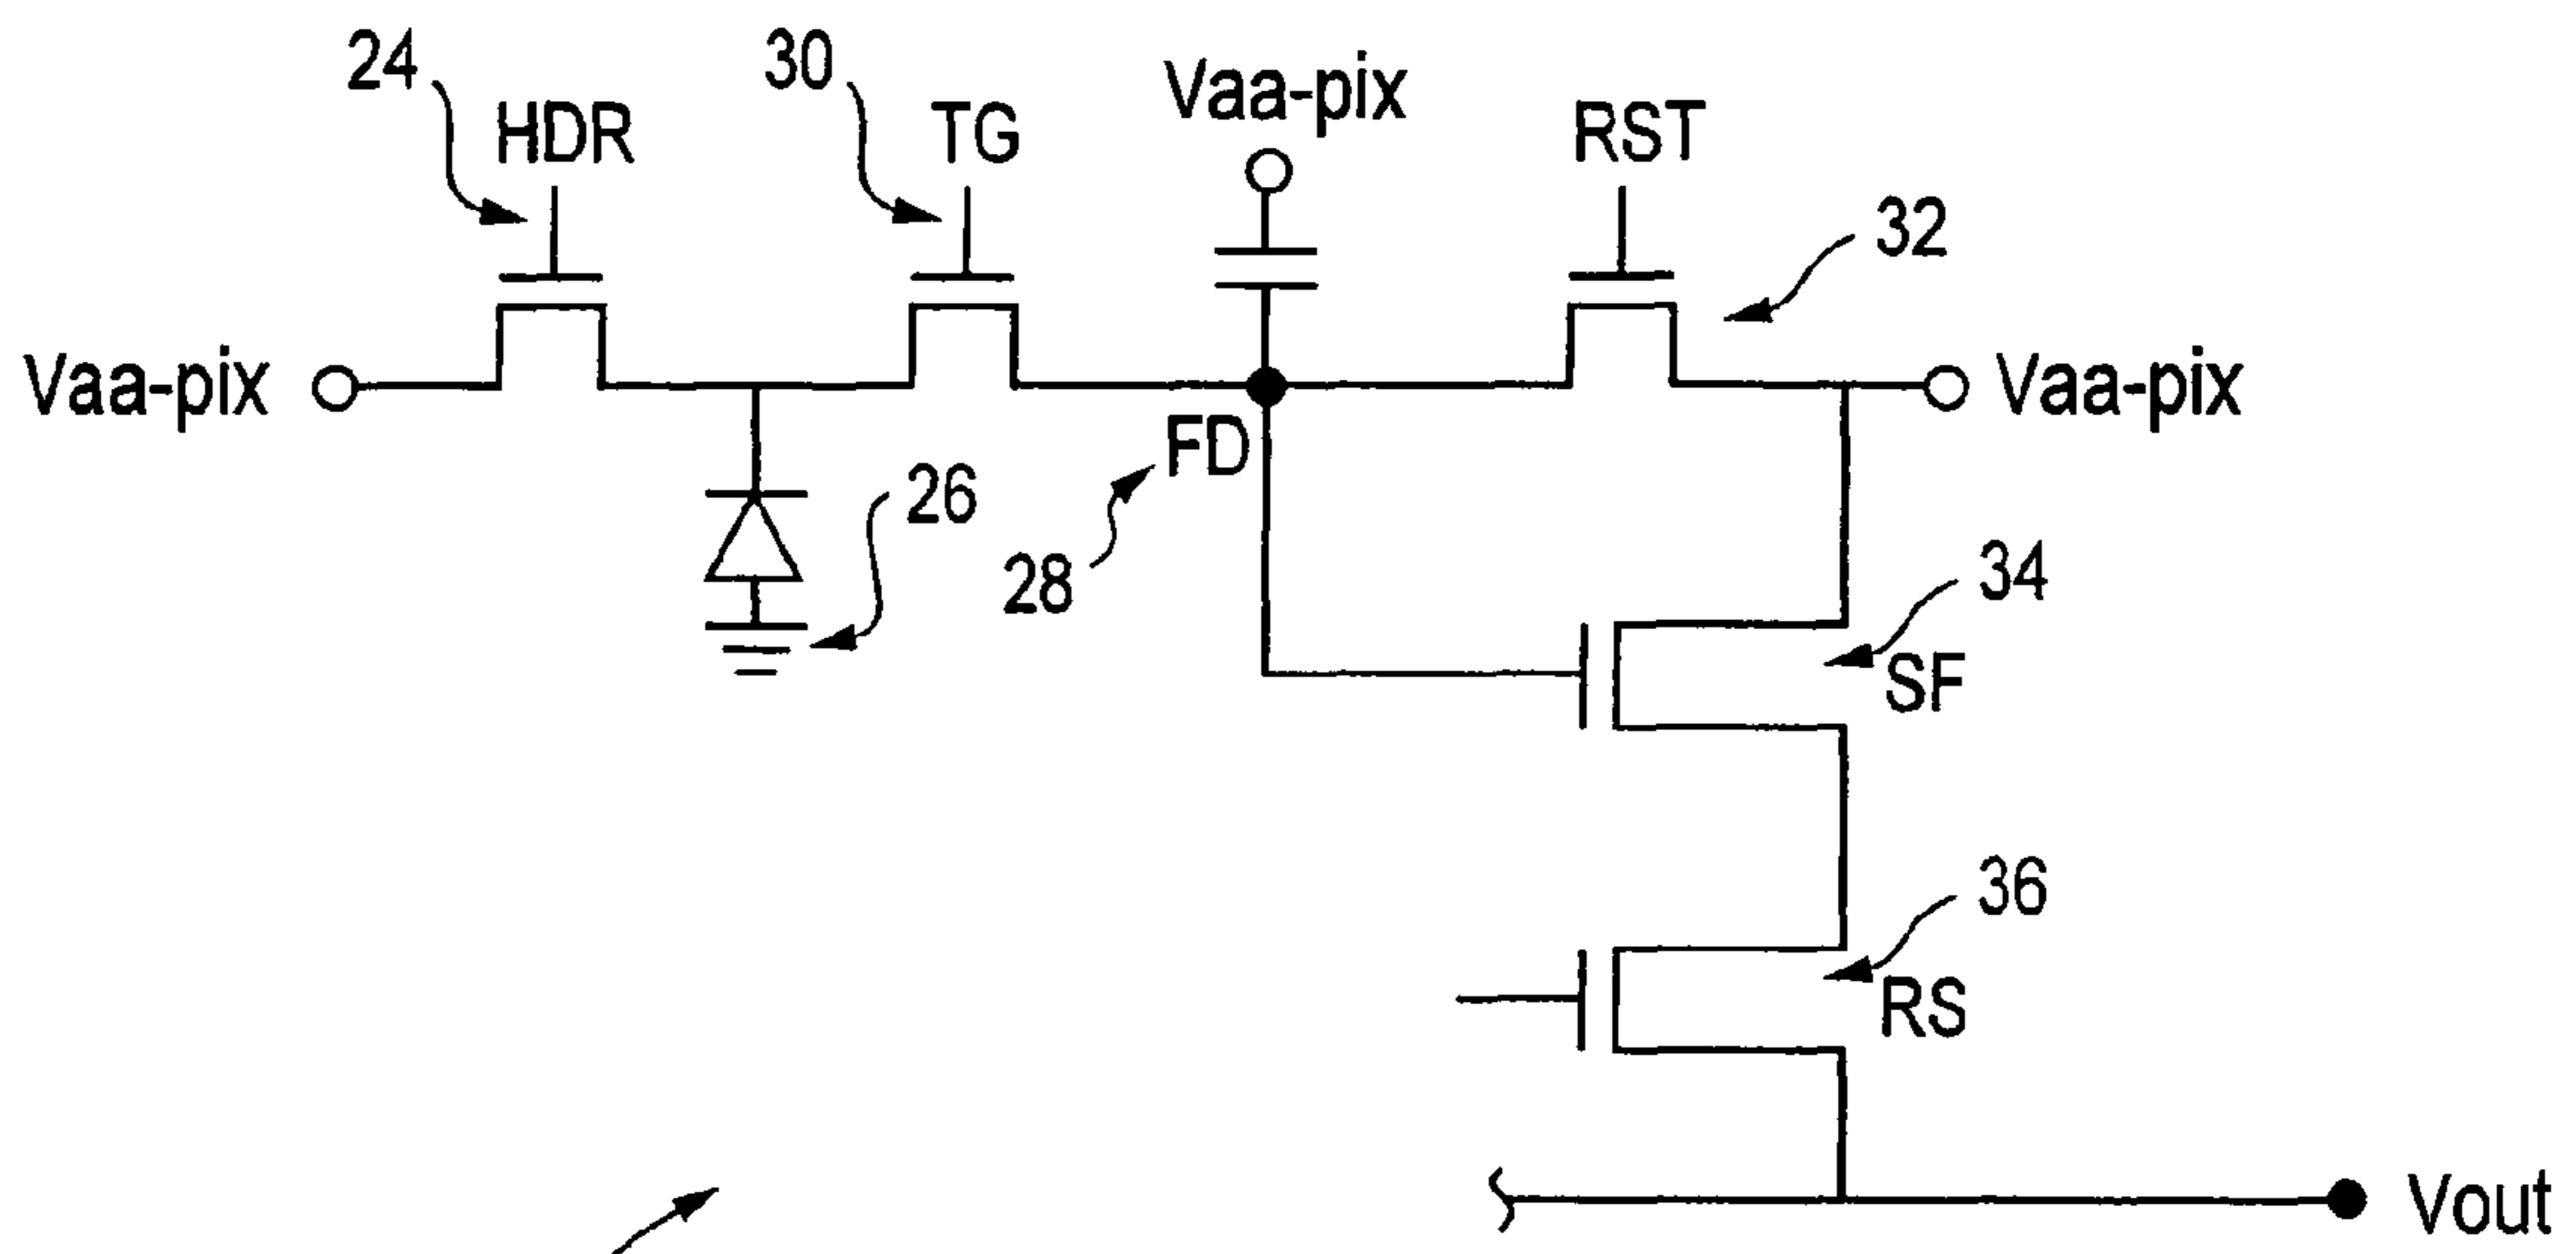 24
HDR
30
TG
Vaa-pix
RST
32
Vaa-pix
Vaa-pix
FD
28
26
34
SF
36
RS
Vout